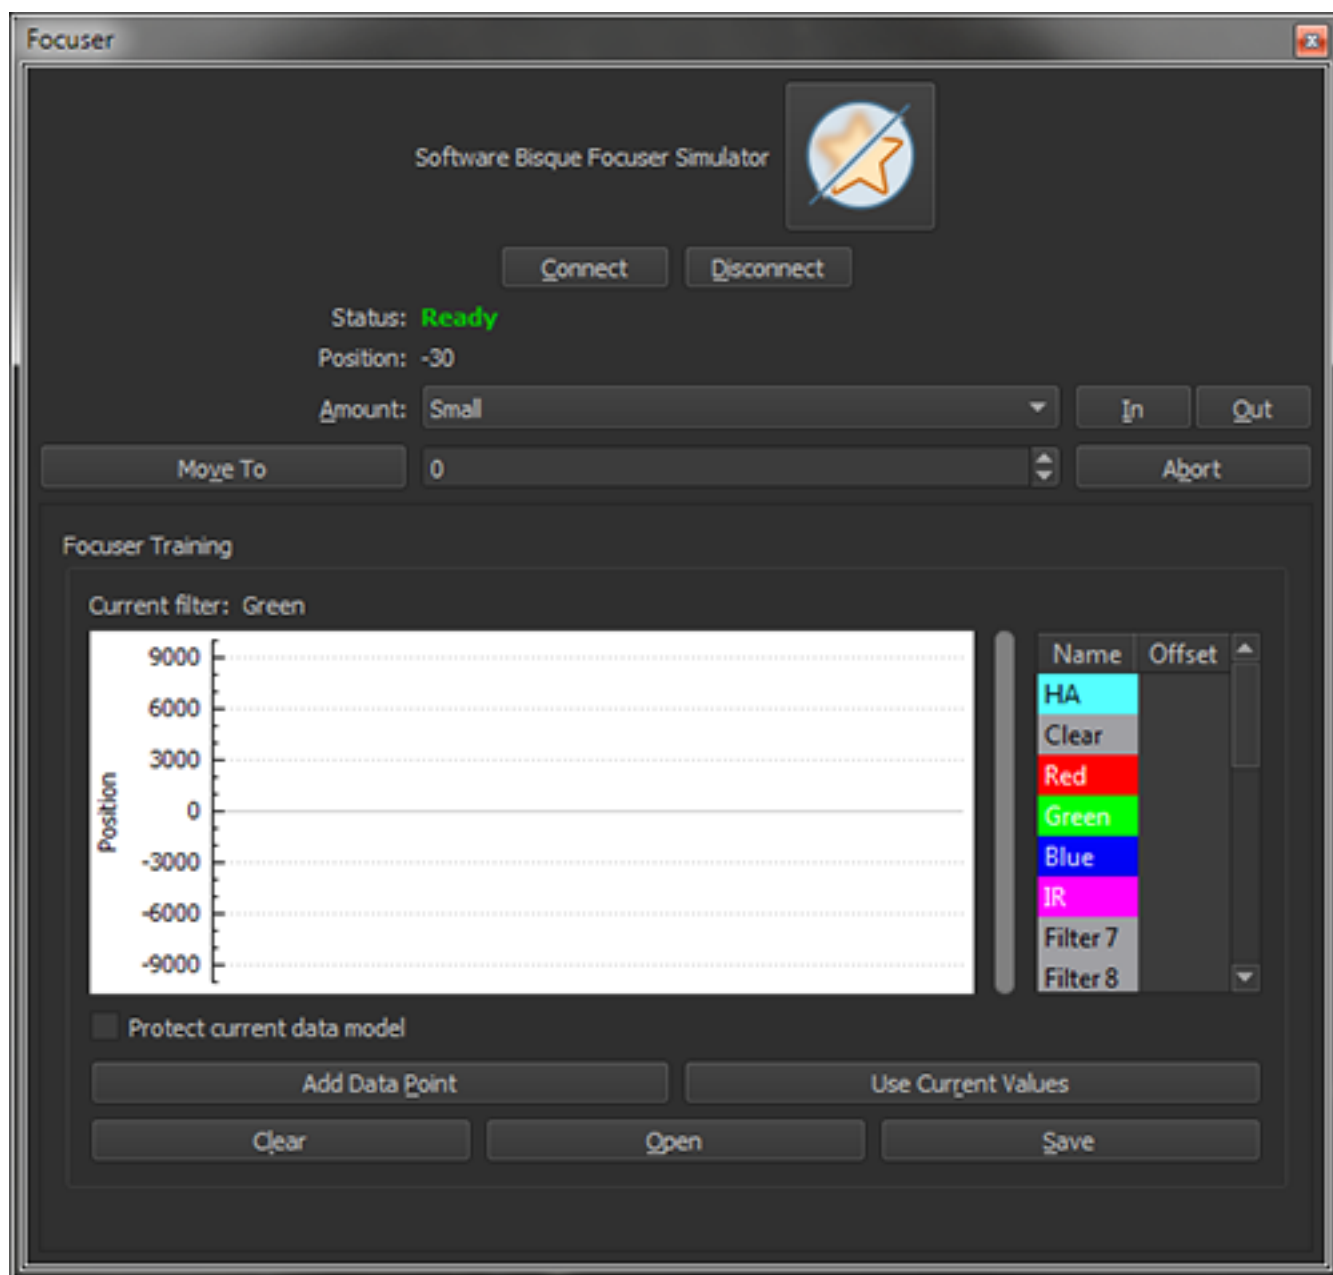 Focuser
Software Bisque Focuser Simulator
Connect Disconnect
Status: Ready
Position: -30
Amount: Small In Out
Move To 0 Abort
Focuser Training
Current filter: Green
Position
9000
6000
3000
0
-3000
-6000
-9000
Name Offset
HA
Clear
Red
Green
Blue
IR
Filter 7
Filter 8
Protect current data model
Add Data Point Use Current Values
Clear Open Save